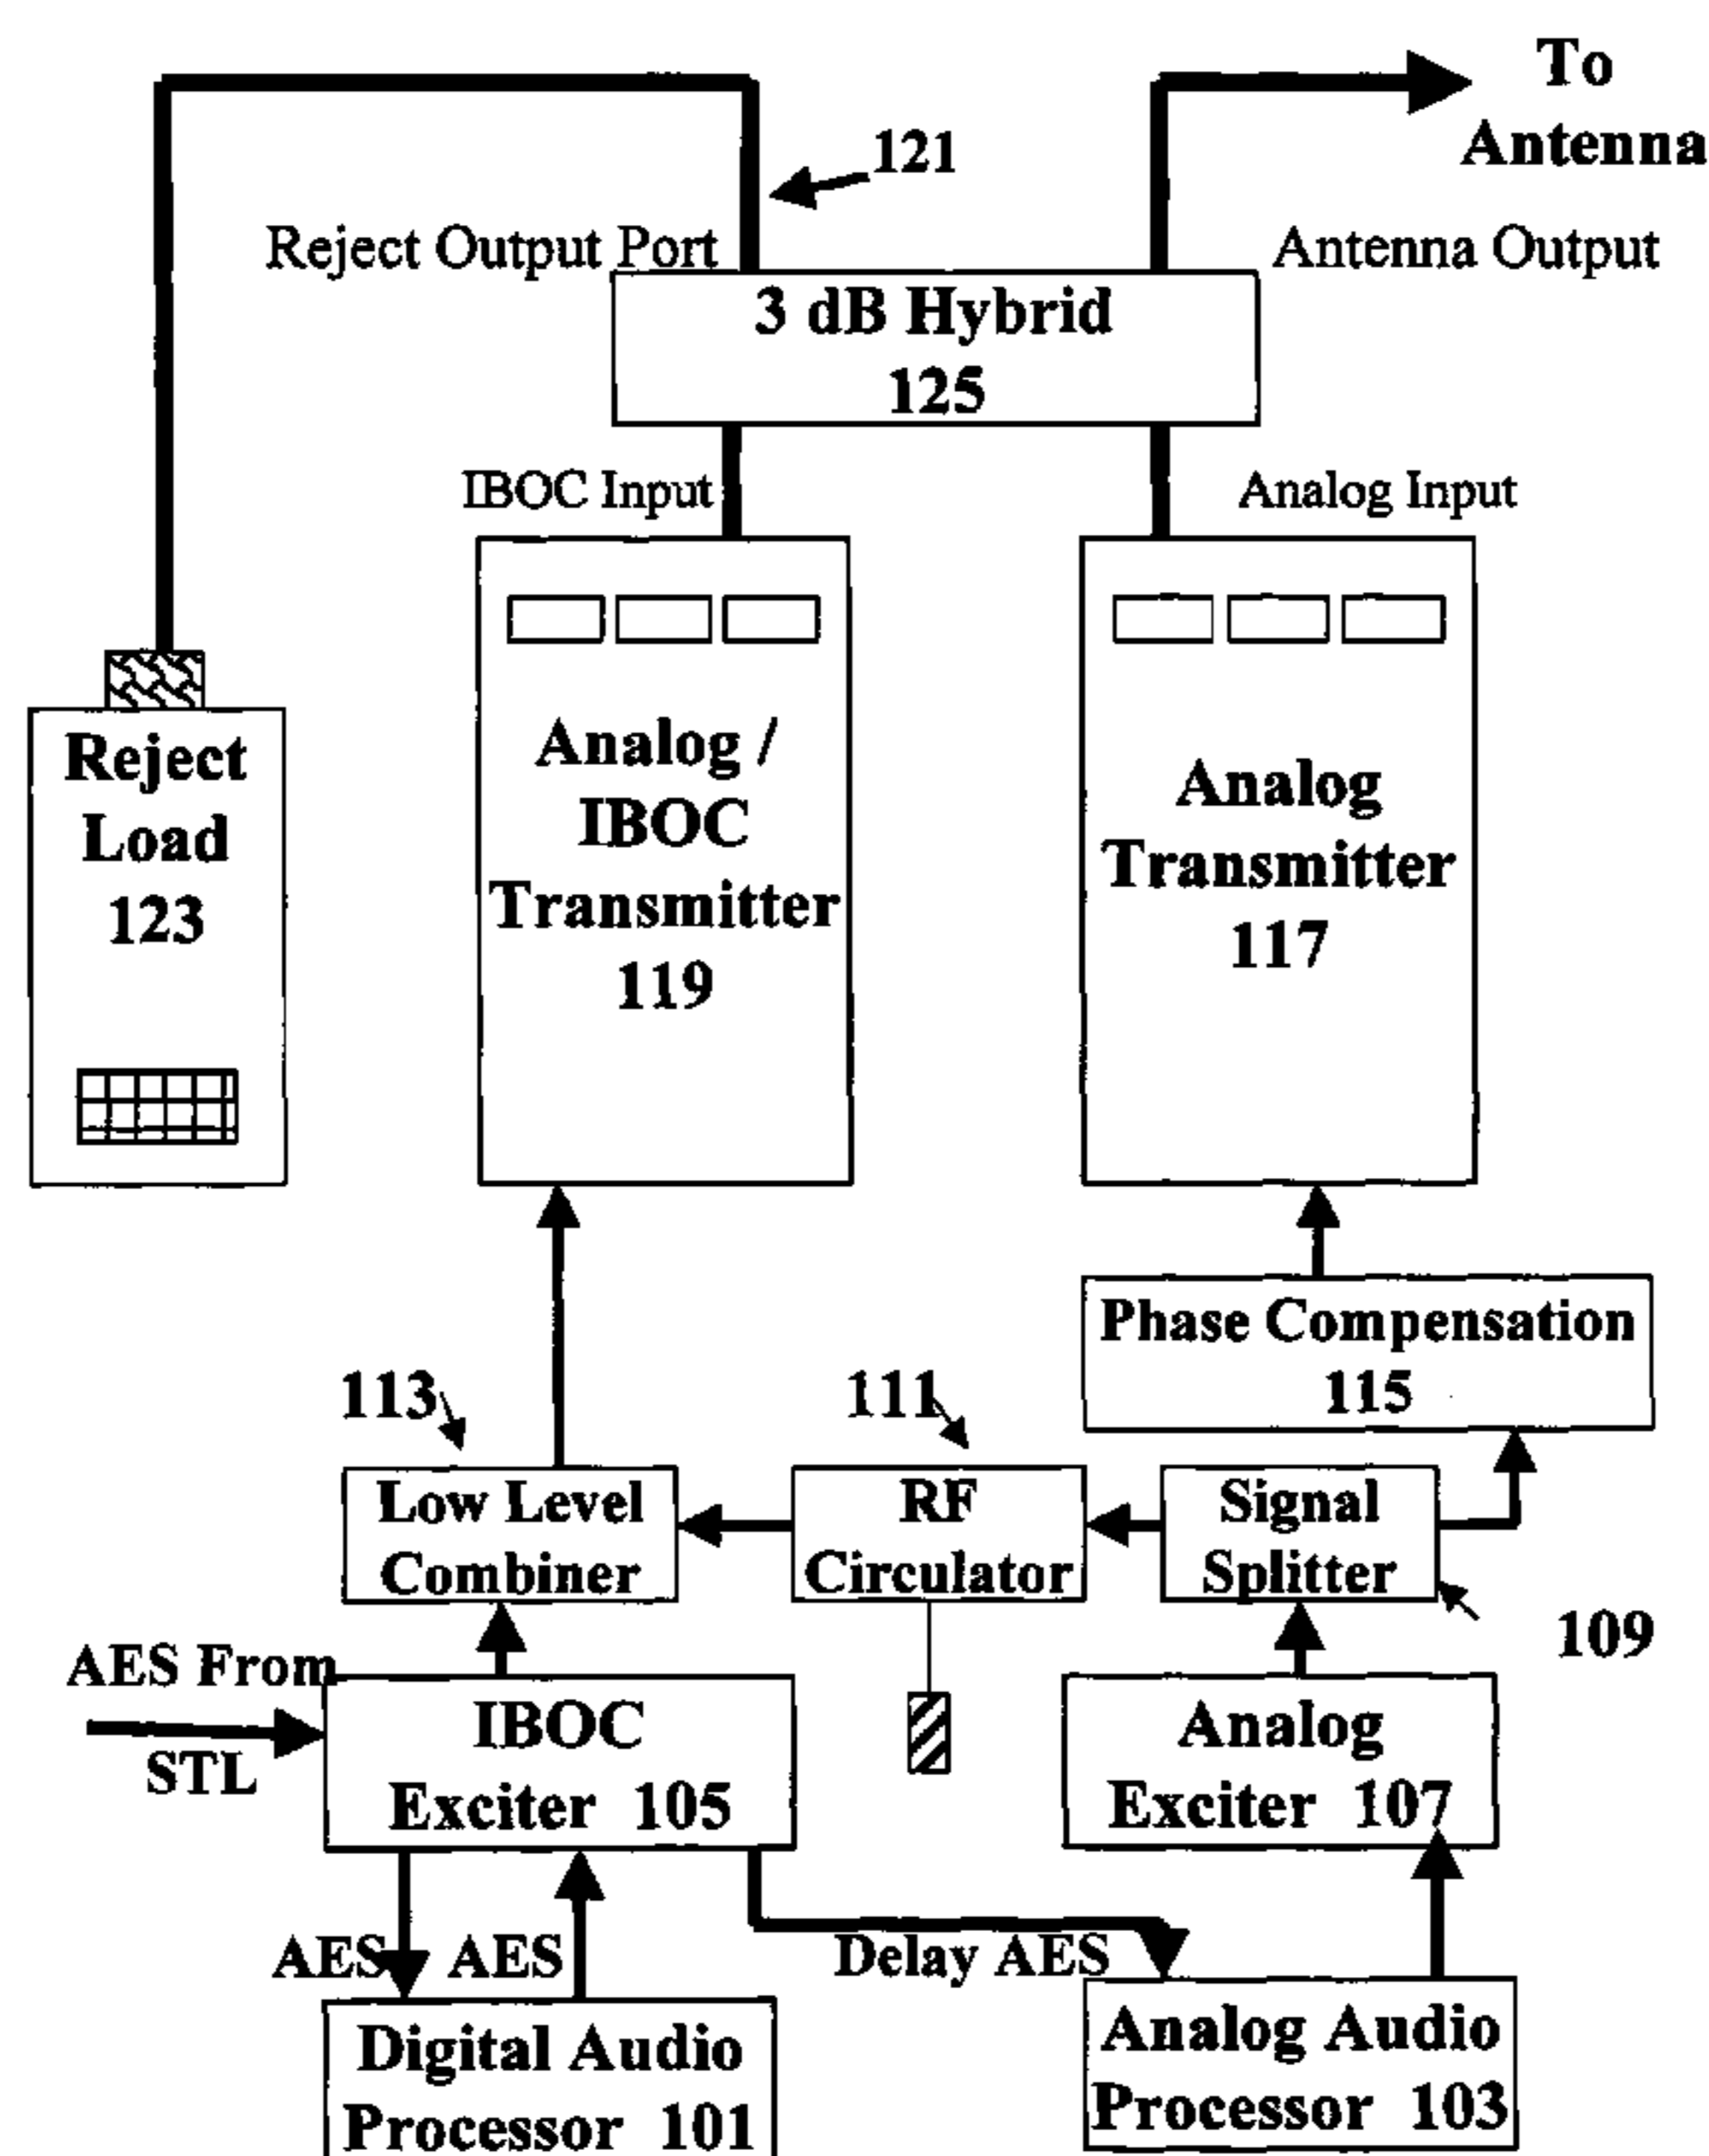 To
Antenna
121
Reject Output Port
Antenna Output
3 dB Hybrid
125
IBOC Input
Analog Input
Reject
Load
123
Analog /
IBOC
Transmitter
119
Analog
Transmitter
117
Phase Compensation
115
113
111
Low Level
Combiner
RF
Circulator
Signal
Splitter
109
AES From
STL
IBOC
Exciter 105
Analog
Exciter 107
AES
AES
Delay AES
Digital Audio
Processor 101
Analog Audio
Processor 103